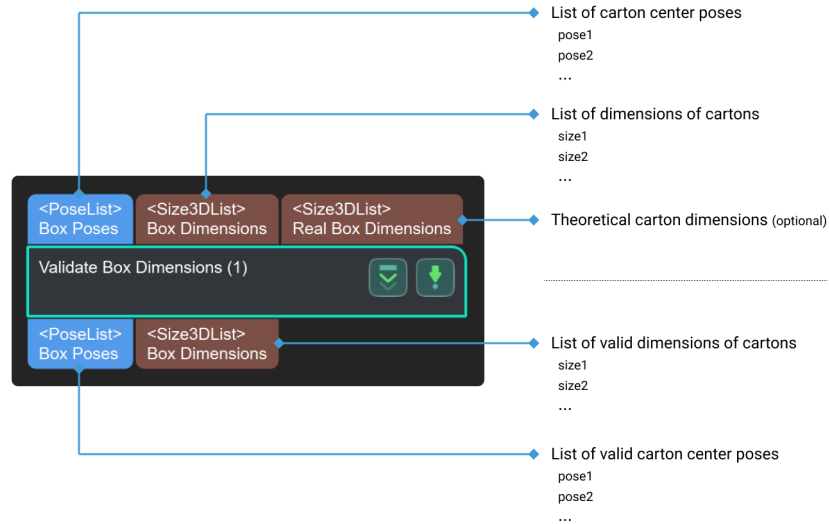 List of carton center poses
pose1
pose2
...
List of dimensions of cartons
size1
size2
...
<PoseList>
Box Poses
<Size3DList>
Box Dimensions
<Size3DList>
Real Box Dimensions
Theoretical carton dimensions (optional)
Validate Box Dimensions (1)
<PoseList>
Box Poses
<Size3DList>
Box Dimensions
List of valid dimensions of cartons
size1
size2
...
List of valid carton center poses
pose1
pose2
...